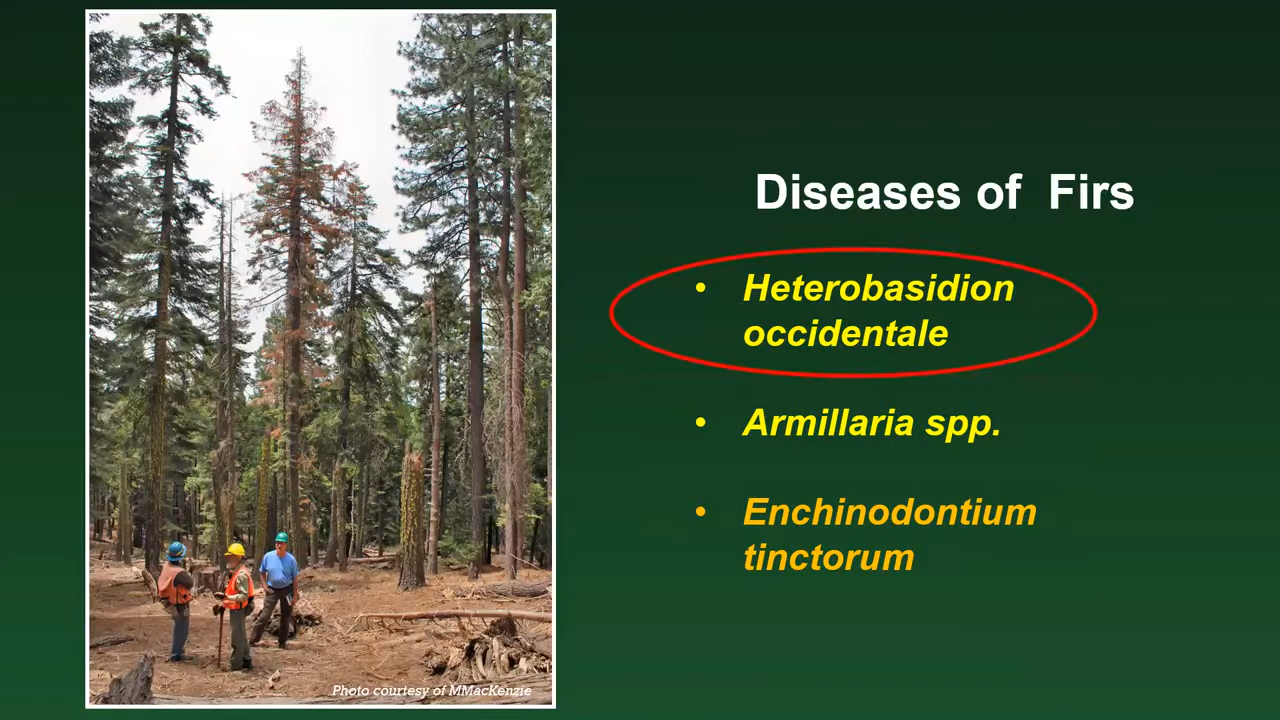 Diseases of Firs
• Heterobasidion
occidentale
• Armillaria spp.
• Enchinodontium
tinctorum
Photo courtesy of MMacKenzie